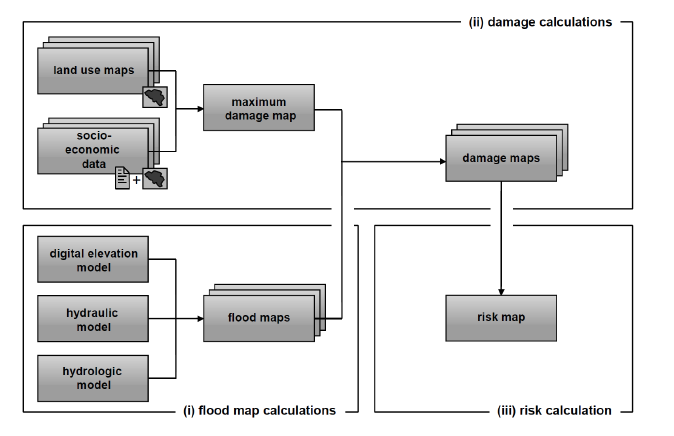 (ii) damage calculations
land use maps
maximum
damage map
socio-
economic
data
+
damage maps
digital elevation
model
hydraulic
model
flood maps
risk map
hydrologic
model
(i) flood map calculations
(iii) risk calculation